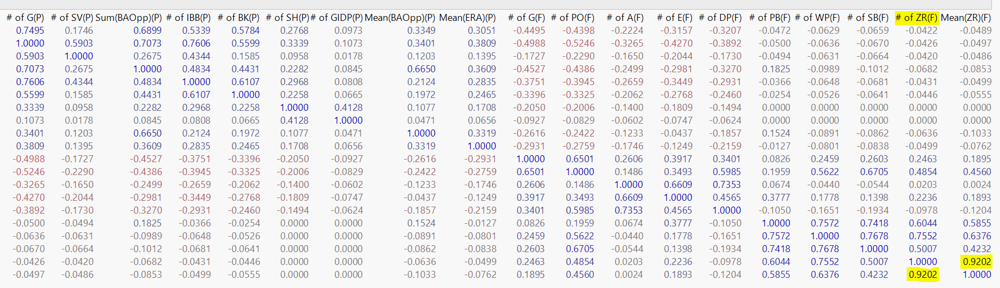 # of G(P) # of SV(P) Sum(BAOpp)(P) # of IBB(P) # of BK(P) # of SH(P) # of GIDP(P) Mean(BAOpp)(P) Mean(ERA)(P) # of G(F) # of PO(F) # of A(F) # of E(F) # of DP(F) # of PB(F) # of WP(F) # of SB(F) # of ZR(F) Mean(ZR)(F)
0.7495 0.1746 0.6899 0.5339 0.5784 0.2768 0.0973 0.3349 0.3051 -0.4495 -0.4398 -0.2224 -0.3157 -0.3207 -0.0472 -0.0629 -0.0659 -0.0422 -0.0489
1.0000 0.5903 0.7073 0.7606 0.5599 0.3339 0.1073 0.3401 0.3809 -0.4988 -0.5246 -0.3265 -0.4270 -0.3892 -0.0500 -0.0636 -0.0670 -0.0426 -0.0497
0.5903 1.0000 0.2675 0.4344 0.1585 0.0958 0.0178 0.1203 0.1395 -0.1727 -0.2290 -0.1650 -0.2044 -0.1730 -0.0494 -0.0631 -0.0664 -0.0420 -0.0486
0.7073 0.2675 1.0000 0.4834 0.4431 0.2282 0.0845 0.6650 0.3609 -0.4527 -0.4386 -0.2499 -0.2981 -0.3270 0.1825 -0.0989 -0.1012 -0.0682 -0.0853
0.7606 0.4344 0.4834 1.0000 0.6107 0.2968 0.0808 0.2124 0.2835 -0.3751 -0.3945 -0.2659 -0.3449 -0.2931 -0.0366 -0.0648 -0.0681 -0.0431 -0.0499
0.5599 0.1585 0.4431 0.6107 1.0000 0.2258 0.0665 0.1972 0.2465 -0.3396 -0.3325 -0.2062 -0.2768 -0.2460 -0.0254 -0.0526 -0.0641 -0.0446 -0.0555
0.3339 0.0958 0.2282 0.2968 0.2258 1.0000 0.4128 0.1077 0.1708 -0.2050 -0.2006 -0.1400 -0.1809 -0.1494 0.0000 0.0000 0.0000 0.0000 0.0000
0.1073 0.0178 0.0845 0.0808 0.0665 0.4128 1.0000 0.0471 0.0656 -0.0927 -0.0829 -0.0602 -0.0747 -0.0624 0.0000 0.0000 0.0000 0.0000 0.0000
0.3401 0.1203 0.6650 0.2124 0.1972 0.1077 0.0471 1.0000 0.3319 -0.2616 -0.2422 -0.1233 -0.0437 -0.1857 0.1524 -0.0891 -0.0862 -0.0636 -0.1033
0.3809 0.1395 0.3609 0.2835 0.2465 0.1708 0.0656 0.3319 1.0000 -0.2931 -0.2759 -0.1746 -0.1249 -0.2159 -0.0127 -0.0801 -0.0838 -0.0499 -0.0762
-0.4988 -0.1727 -0.4527 -0.3751 -0.3396 -0.2050 -0.0927 -0.2616 -0.2931 1.0000 0.6501 0.2606 0.3917 0.3401 0.0826 0.2459 0.2603 0.2463 0.1895
-0.5246 -0.2290 -0.4386 -0.3945 -0.3325 -0.2006 -0.0829 -0.2422 -0.2759 0.6501 1.0000 0.1486 0.3493 0.5985 0.1959 0.5622 0.6705 0.4854 0.4560
-0.3265 -0.1650 -0.2499 -0.2659 -0.2062 -0.1400 -0.0602 -0.1233 -0.1746 0.2606 0.1486 1.0000 0.6609 0.7353 0.0674 -0.0440 -0.0544 0.0203 0.0024
-0.4270 -0.2044 -0.2981 -0.3449 -0.2768 -0.1809 -0.0747 -0.0437 -0.1249 0.3917 0.3493 0.6609 1.0000 0.4565 0.3777 0.1778 0.1398 0.2236 0.1893
-0.3892 -0.1730 -0.3270 -0.2931 -0.2460 -0.1494 -0.0624 -0.1857 -0.2159 0.3401 0.5985 0.7353 0.4565 1.0000 -0.1050 -0.1651 -0.1934 -0.0978 -0.1204
-0.0500 -0.0494 0.1825 -0.0366 -0.0254 0.0000 0.0000 0.1524 -0.0127 0.0826 0.1959 0.0674 0.3777 -0.1050 1.0000 0.7572 0.7418 0.6044 0.5855
-0.0636 -0.0631 -0.0989 -0.0648 -0.0526 0.0000 0.0000 -0.0891 -0.0801 0.2459 0.5622 -0.0440 0.1778 -0.1651 0.7572 1.0000 0.7678 0.7552 0.6376
-0.0670 -0.0664 -0.1012 -0.0681 -0.0641 0.0000 0.0000 -0.0862 -0.0838 0.2603 0.6705 -0.0544 0.1398 -0.1934 0.7418 0.7678 1.0000 0.5007 0.4232
-0.0426 -0.0420 -0.0682 -0.0431 -0.0446 0.0000 0.0000 -0.0636 -0.0499 0.2463 0.4854 0.0203 0.2236 -0.0978 0.6044 0.7552 0.5007 1.0000 0.9202
-0.0497 -0.0486 -0.0853 -0.0499 -0.0555 0.0000 0.0000 -0.1033 -0.0762 0.1895 0.4560 0.0024 0.1893 -0.1204 0.5855 0.6376 0.4232 0.9202 1.0000